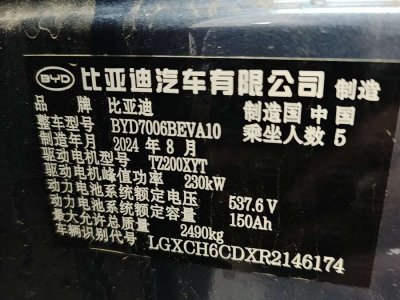 BYD 比亚迪汽车有限公司 制造
品牌 比亚迪 制造国 中国
整车型号 BYD7006BEVA10 乘坐人数 5
制造年月 2024 年 8 月
驱动电机型号 TZ200XYT
驱动电机峰值功率 230kW
动力电池系统额定电压 537.6 V
动力电池系统额定容量 150Ah
最大允许总质量 2490kg
车辆识别代号 LGXCH6CDXR2146174